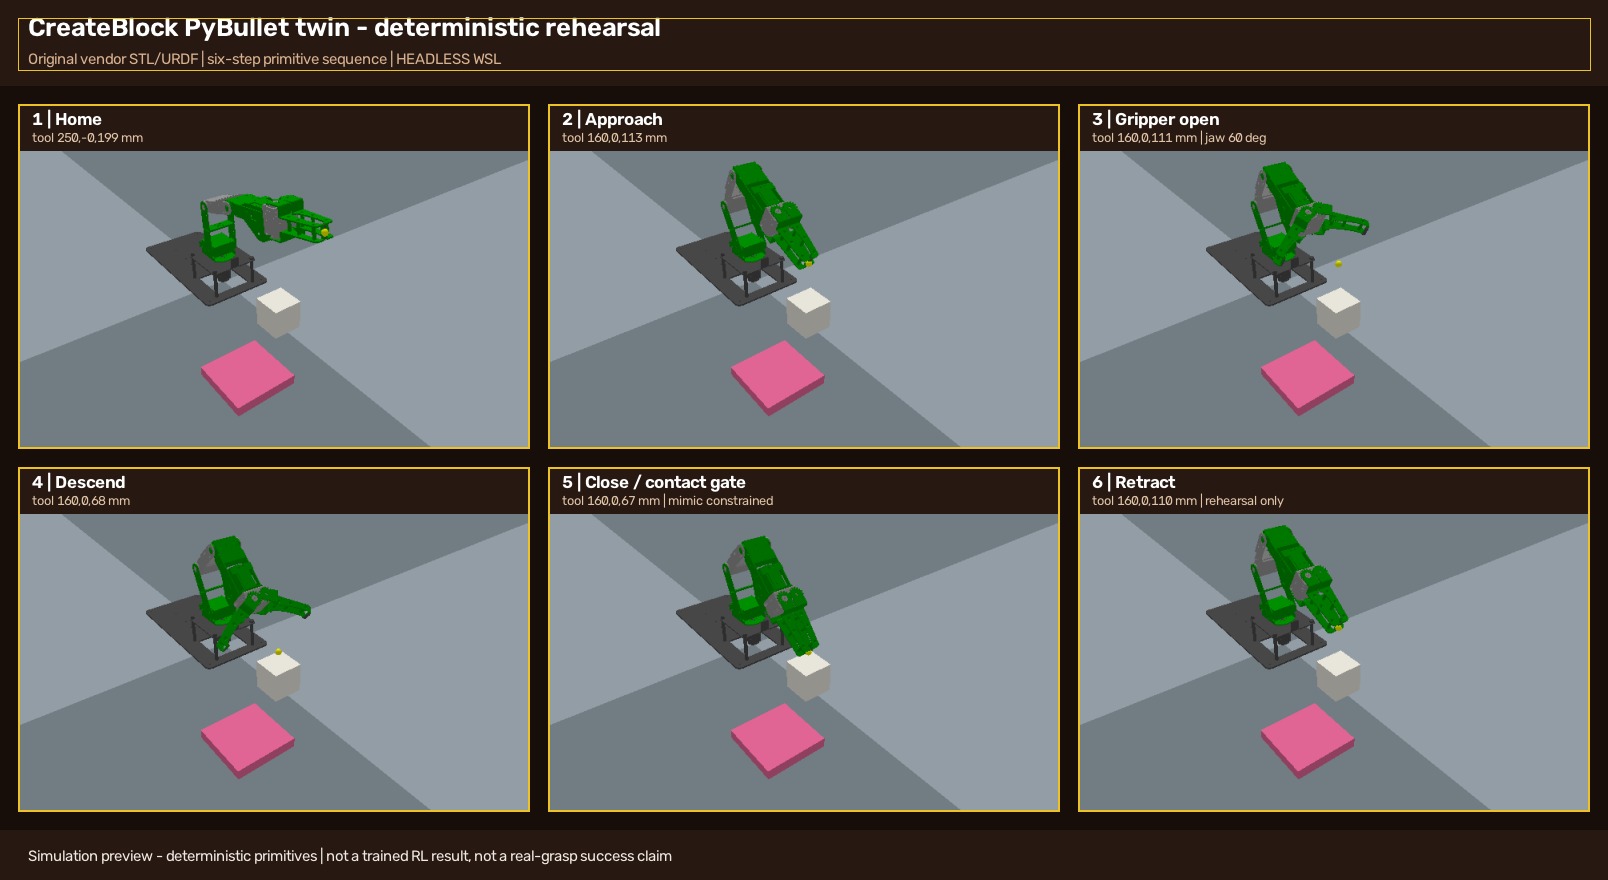 CreateBlock PyBullet twin - deterministic rehearsal
Original vendor STL/URDF | six-step primitive sequence | HEADLESS WSL
1 | Home
tool 250,-0,199 mm
2 | Approach
tool 160,0,113 mm
3 | Gripper open
tool 160,0,111 mm | jaw 60 deg
4 | Descend
tool 160,0,68 mm
5 | Close / contact gate
tool 160,0,67 mm | mimic constrained
6 | Retract
tool 160,0,110 mm | rehearsal only
Simulation preview - deterministic primitives | not a trained RL result, not a real-grasp success claim